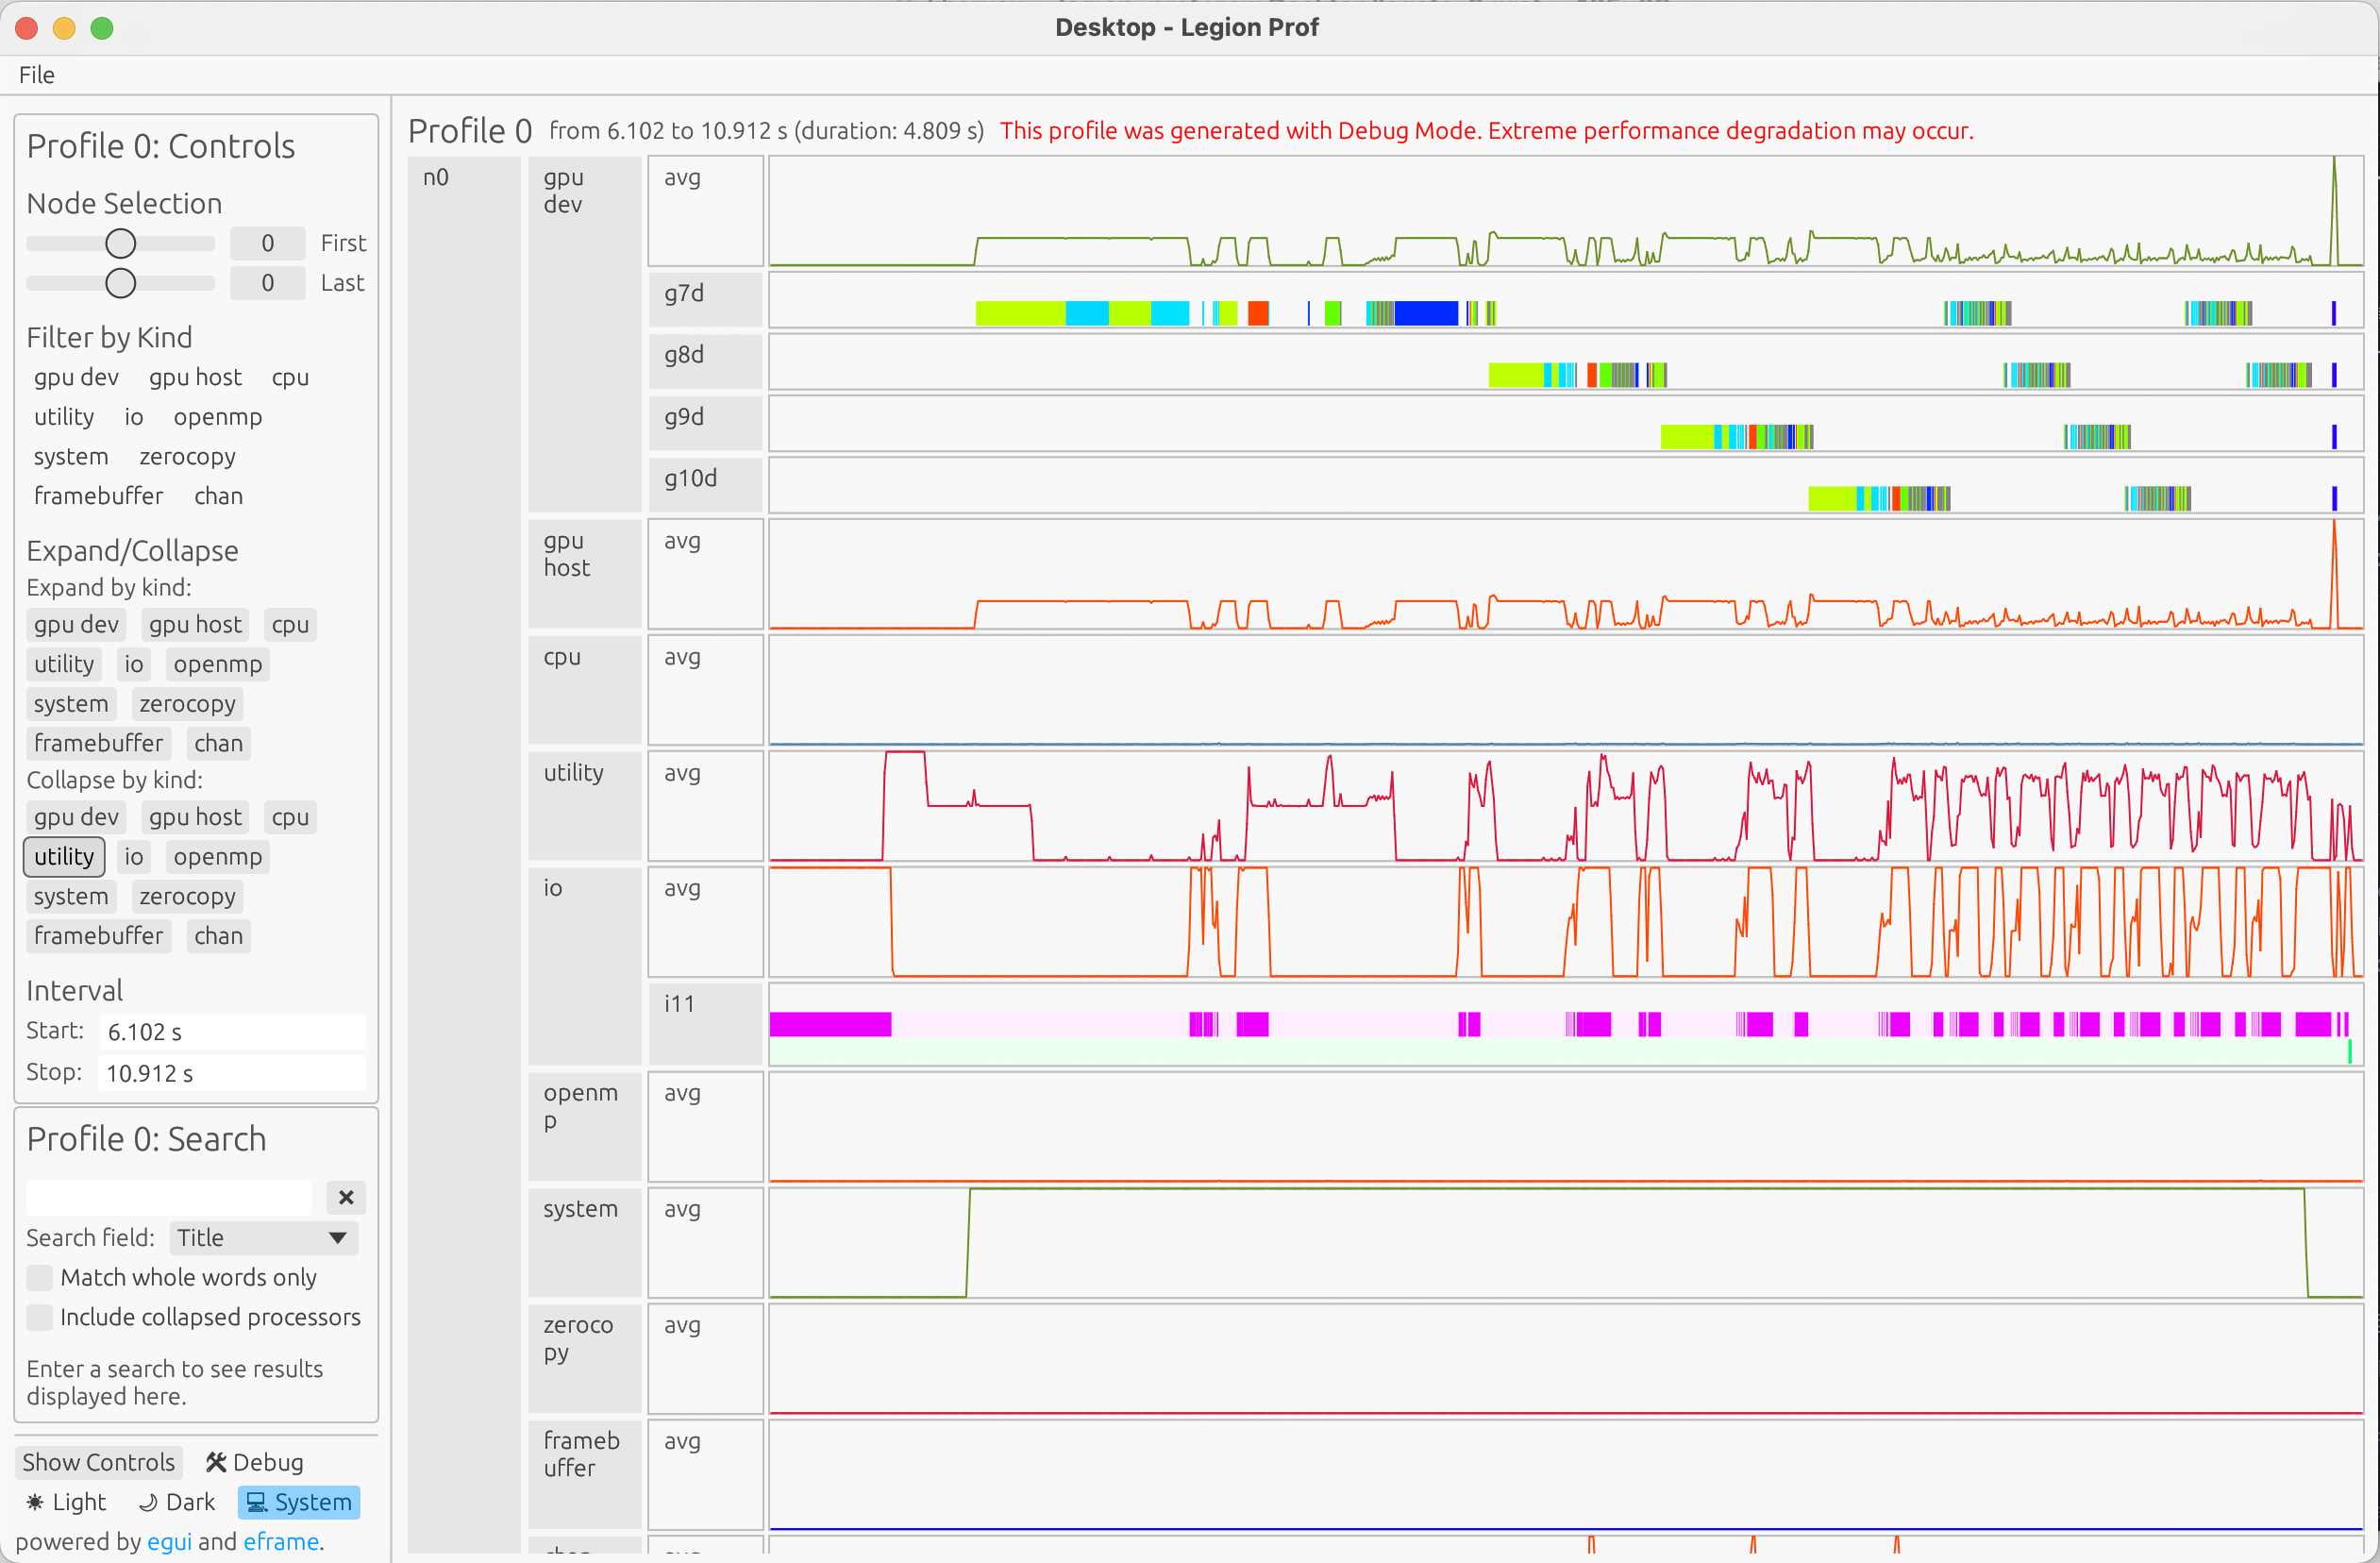 Desktop - Legion Prof
File
Profile 0: Controls
Node Selection
0 First
0 Last
Filter by Kind
gpu dev gpu host cpu
utility io openmp
system zerocopy
framebuffer chan
Expand/Collapse
Expand by kind:
gpu dev gpu host cpu
utility io openmp
system zerocopy
framebuffer chan
Collapse by kind:
gpu dev gpu host cpu
utility io openmp
system zerocopy
framebuffer chan
Interval
Start: 6.102 s
Stop: 10.912 s
Profile 0: Search
Search field: Title
Match whole words only
Include collapsed processors
Enter a search to see results
displayed here.
Show Controls Debug
Light Dark System
powered by egui and eframe.
Profile 0 from 6.102 to 10.912 s (duration: 4.809 s) This profile was generated with Debug Mode. Extreme performance degradation may occur.
n0
gpu
dev
avg
g7d
g8d
g9d
g10d
gpu
host
avg
cpu
avg
utility
avg
io
avg
i11
openm
p
avg
system
avg
zeroco
py
avg
frameb
uffer
avg